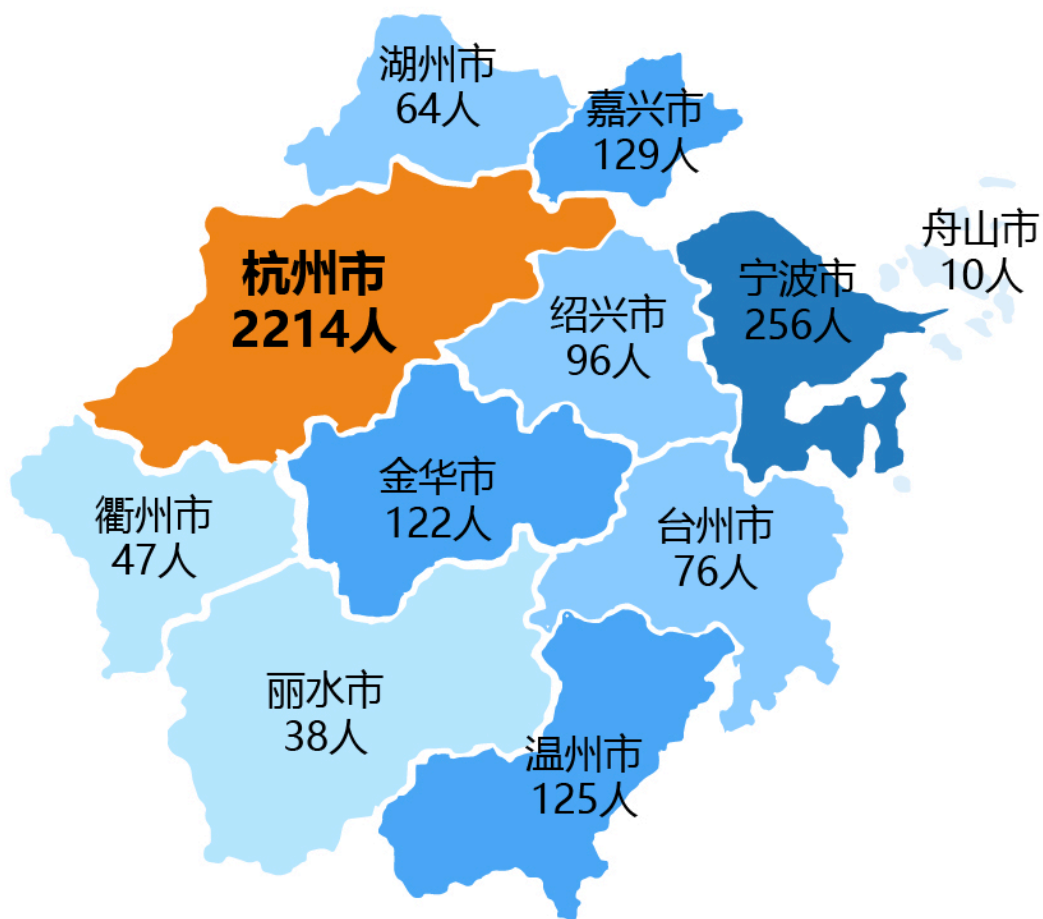 湖州市
64人
嘉兴市
129人
舟山市
10人
杭州市
2214人
宁波市
256人
绍兴市
96人
金华市
122人
衢州市
47人
台州市
76人
丽水市
38人
温州市
125人